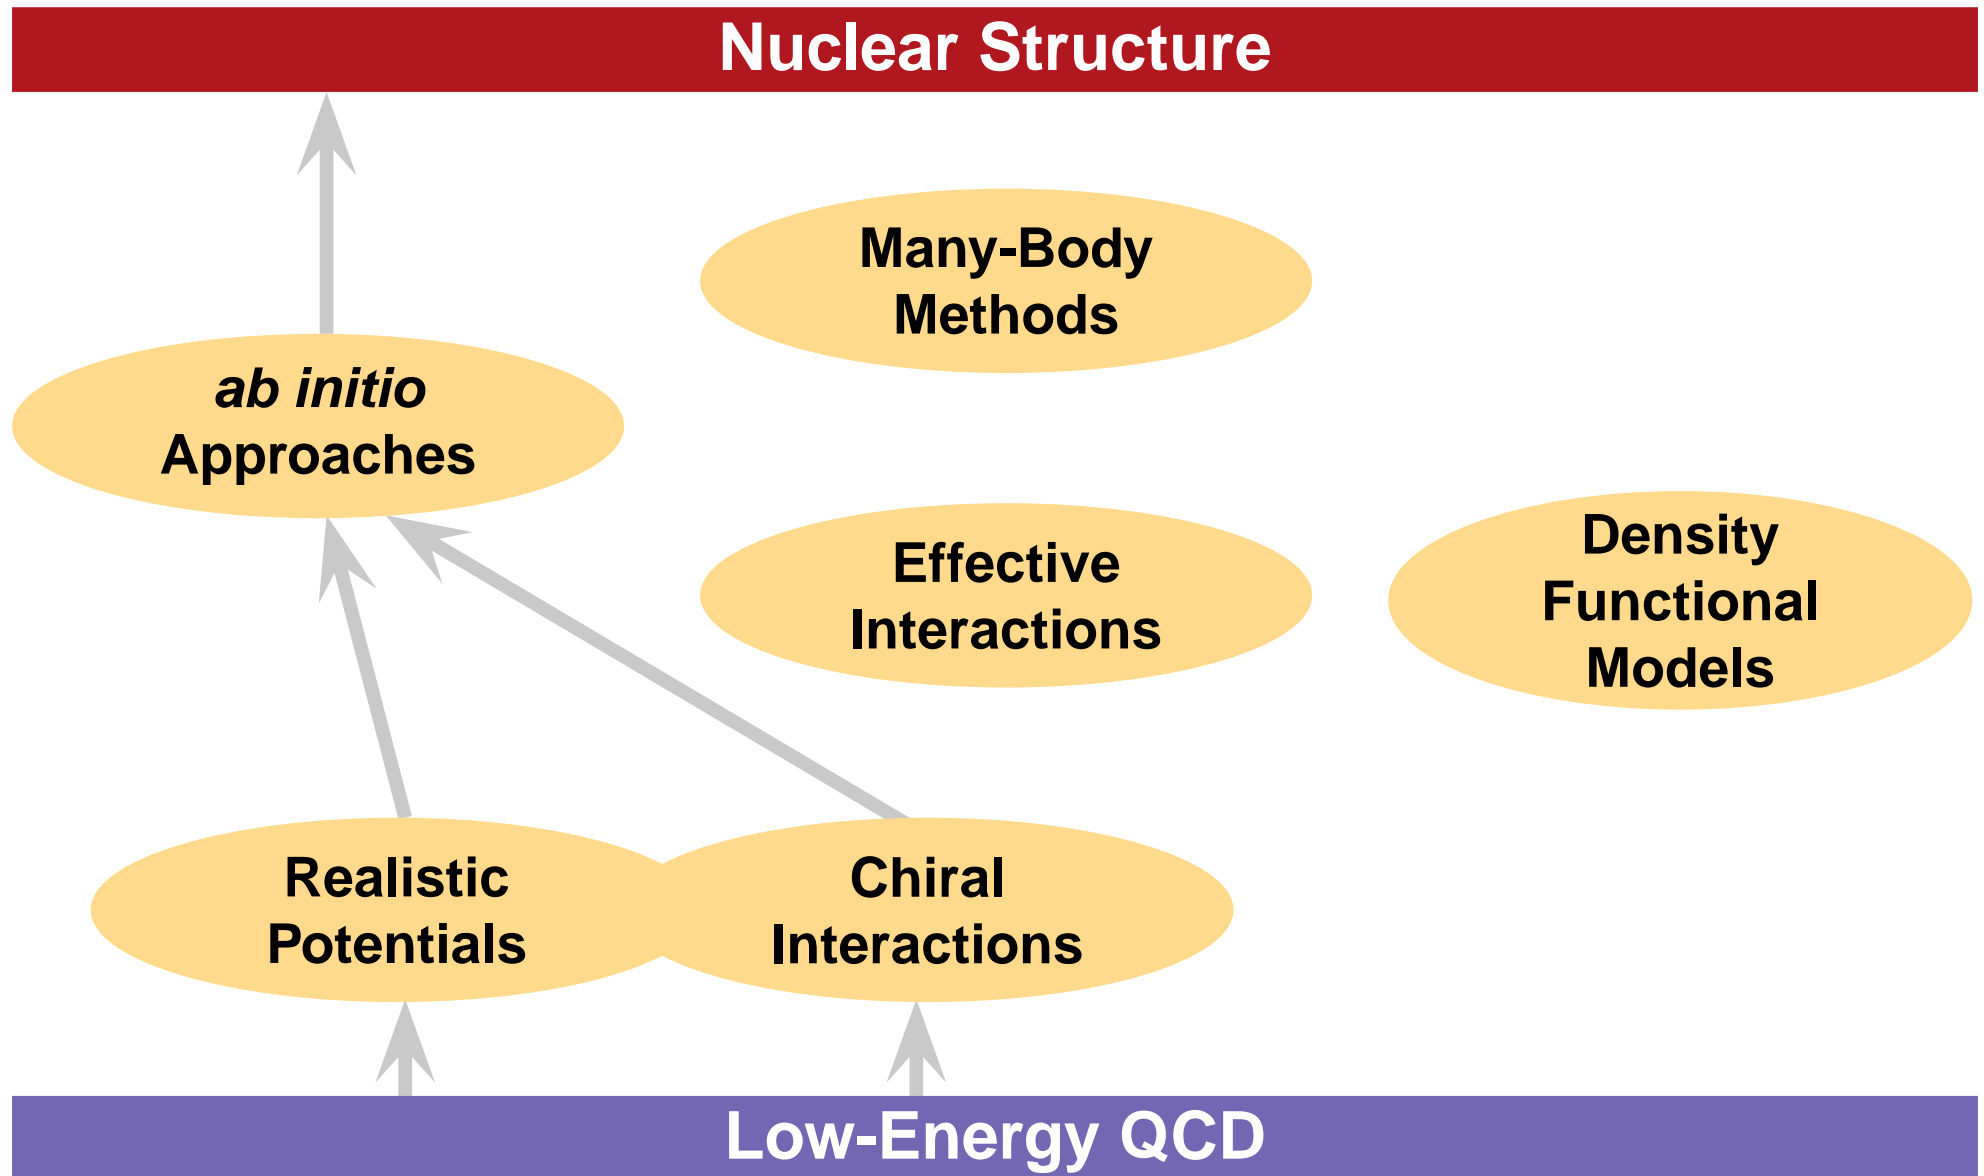 Nuclear Structure
Many-Body
Methods
ab initio
Approaches
Effective
Interactions
Density
Functional
Models
Realistic
Potentials
Chiral
Interactions
Low-Energy QCD